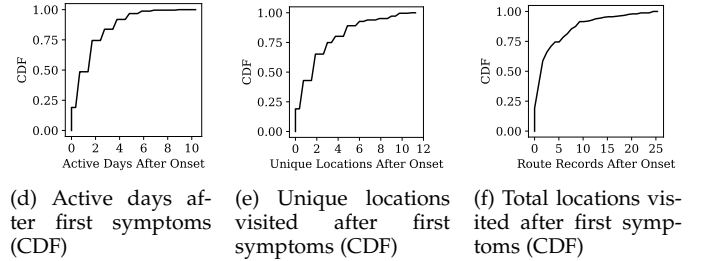 1.00
0.75
0.50
0.25
0.00
CDF
0 2 4 6 8 10
Active Days After Onset
1.00
0.75
0.50
0.25
0.00
CDF
0 2 4 6 8 10 12
Unique Locations After Onset
1.00
0.75
0.50
0.25
0.00
CDF
0 5 10 15 20 25
Route Records After Onset
(d) Active days af-
ter first symptoms
(CDF)
(e) Unique locations
visited after first
symptoms (CDF)
(f) Total locations vis-
ited after first symp-
toms (CDF)